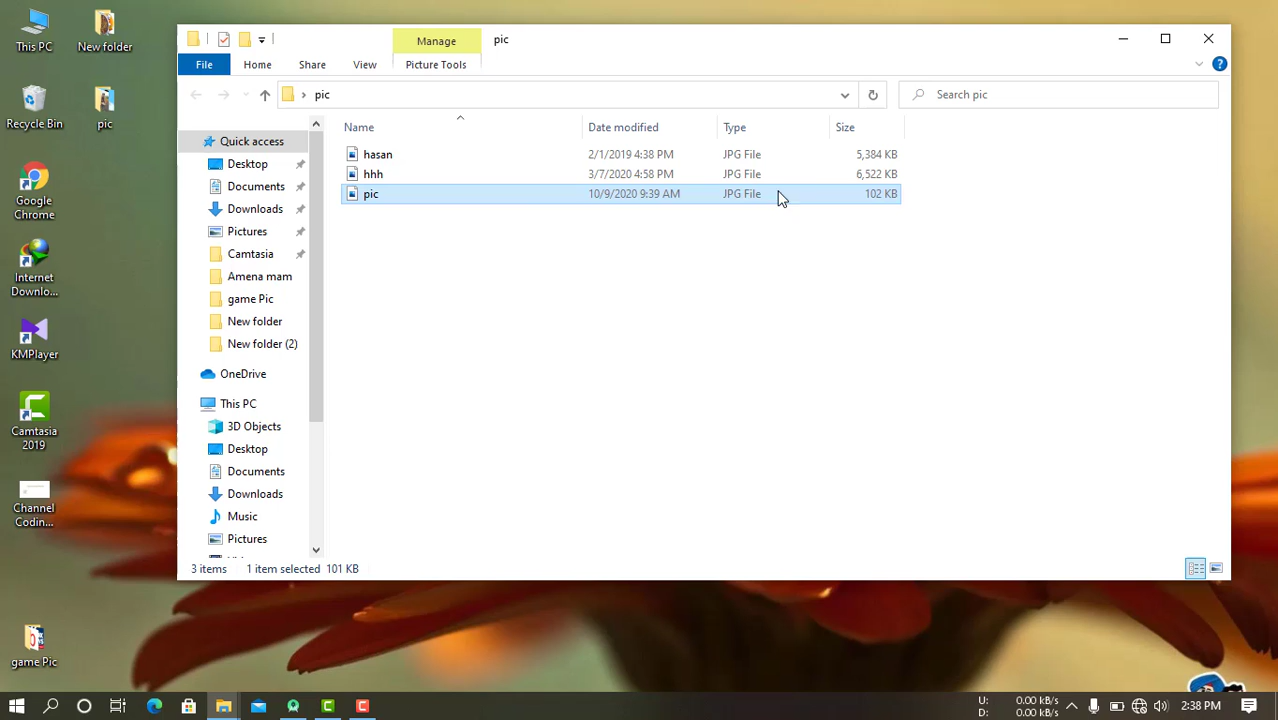 This PC
New folder
Recycle Bin
pic
Google
Chrome
Internet
Downlo...
KMPlayer
Camtasia
2019
Channel
Codin...
game Pic
Manage
pic
File
Home
Share
View
Picture Tools
pic
Search pic
Name
Date modified
Type
Size
hasan 2/1/2019 4:38 PM JPG File 5,384 KB
hhh 3/7/2020 4:58 PM JPG File 6,522 KB
pic 10/9/2020 9:39 AM JPG File 102 KB
Quick access
Desktop
Documents
Downloads
Pictures
Camtasia
Amena mam
game Pic
New folder
New folder (2)
OneDrive
This PC
3D Objects
Desktop
Documents
Downloads
Music
Pictures
3 items 1 item selected 101 KB
U: 0.00 kB/s
D: 0.00 kB/s
2:38 PM